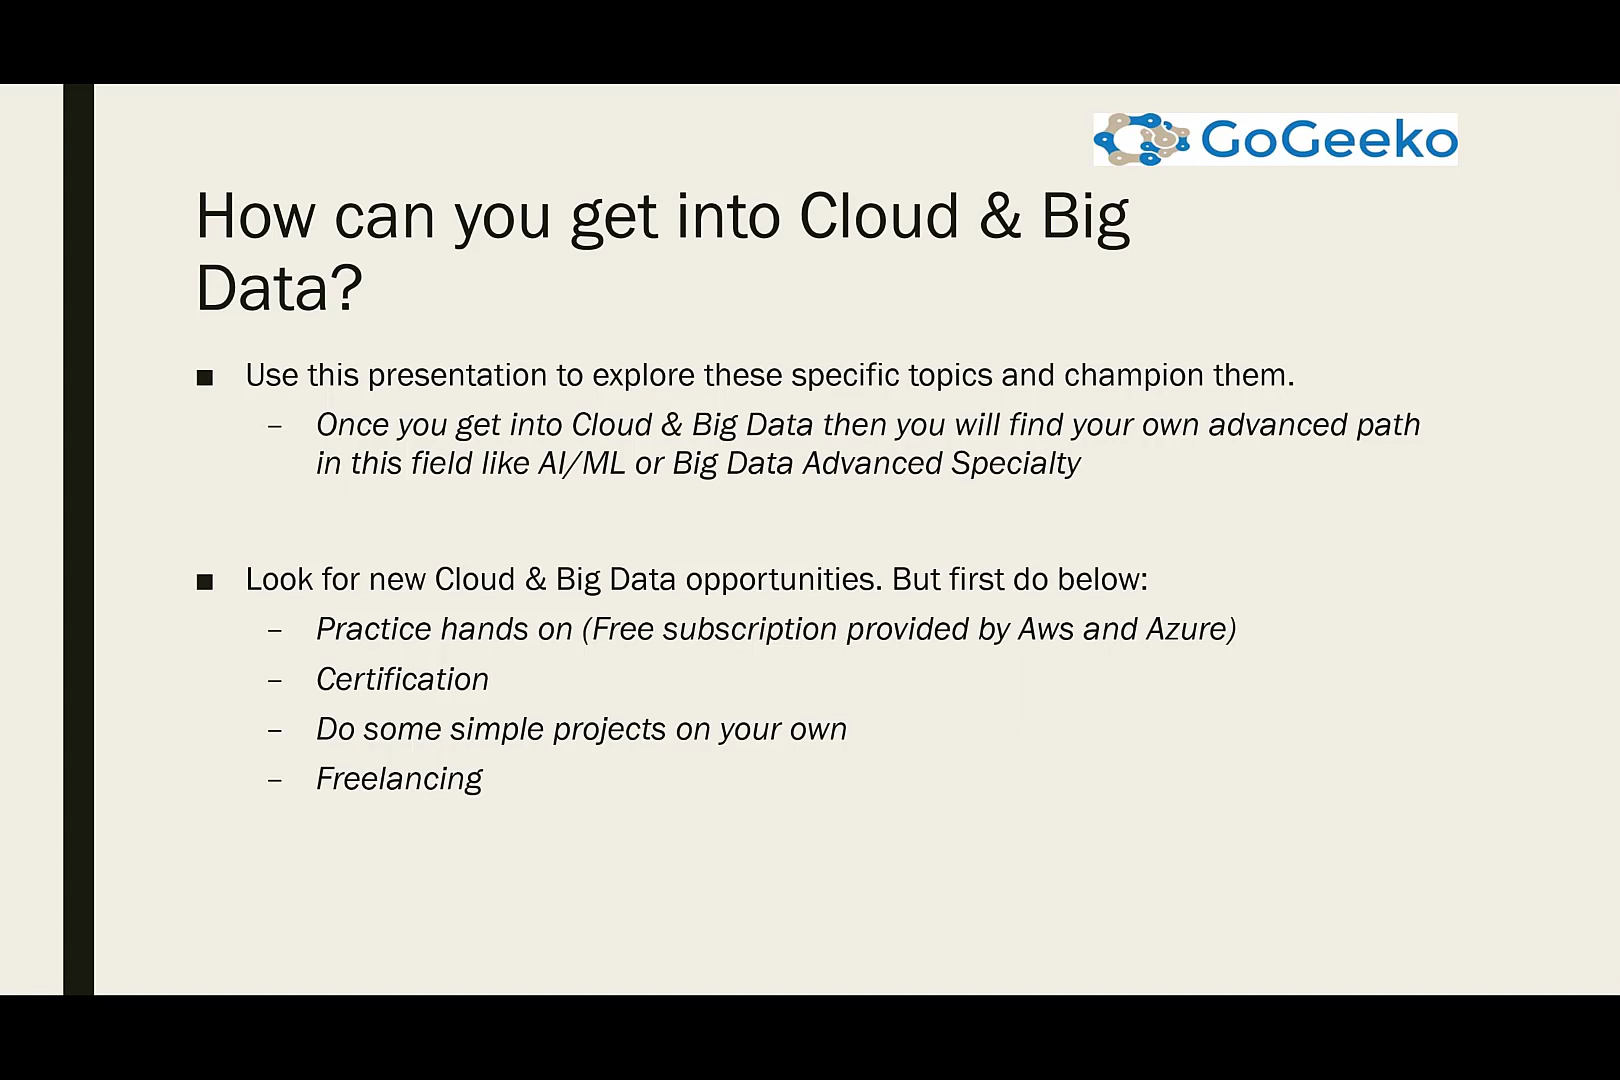 GoGeeko
How can you get into Cloud & Big
Data?
■ Use this presentation to explore these specific topics and champion them.
– Once you get into Cloud & Big Data then you will find your own advanced path
in this field like AI/ML or Big Data Advanced Specialty
■ Look for new Cloud & Big Data opportunities. But first do below:
– Practice hands on (Free subscription provided by Aws and Azure)
– Certification
– Do some simple projects on your own
– Freelancing